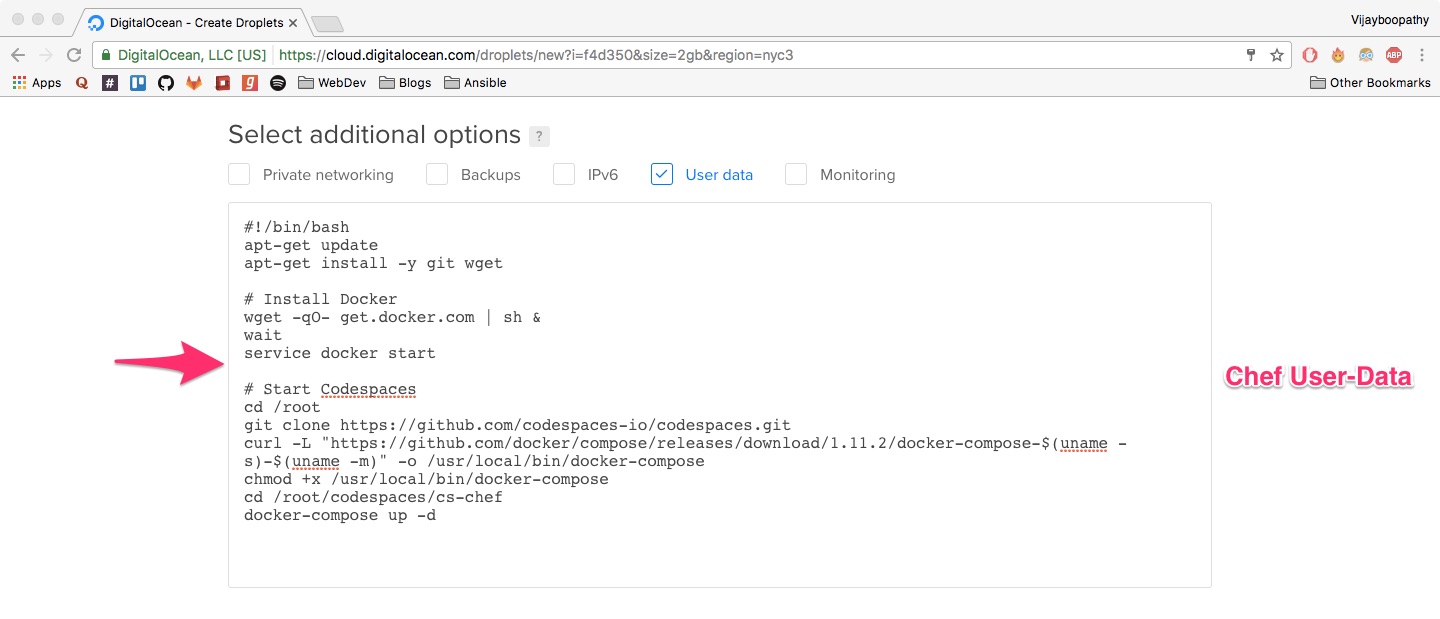 DigitalOcean - Create Droplets ×
Vijayboopathy
DigitalOcean, LLC [US] https://cloud.digitalocean.com/droplets/new?i=f4d350&size=2gb&region=nyc3
ABP
Apps Q # g WebDev Blogs Ansible Other Bookmarks
Select additional options ?
Private networking Backups IPv6 User data Monitoring
#!/bin/bash
apt-get update
apt-get install -y git wget
# Install Docker
wget -qO- get.docker.com | sh &
wait
service docker start
# Start Codespaces
cd /root
git clone https://github.com/codespaces-io/codespaces.git
curl -L "https://github.com/docker/compose/releases/download/1.11.2/docker-compose-$(uname -
s)-$(uname -m)" -o /usr/local/bin/docker-compose
chmod +x /usr/local/bin/docker-compose
cd /root/codespaces/cs-chef
docker-compose up -d
Chef User-Data